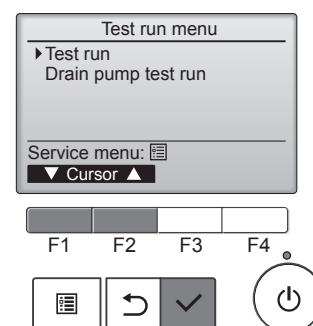 Test run menu
Test run
Drain pump test run
Service menu:
▼ Cursor ▲
F1 F2 F3 F4